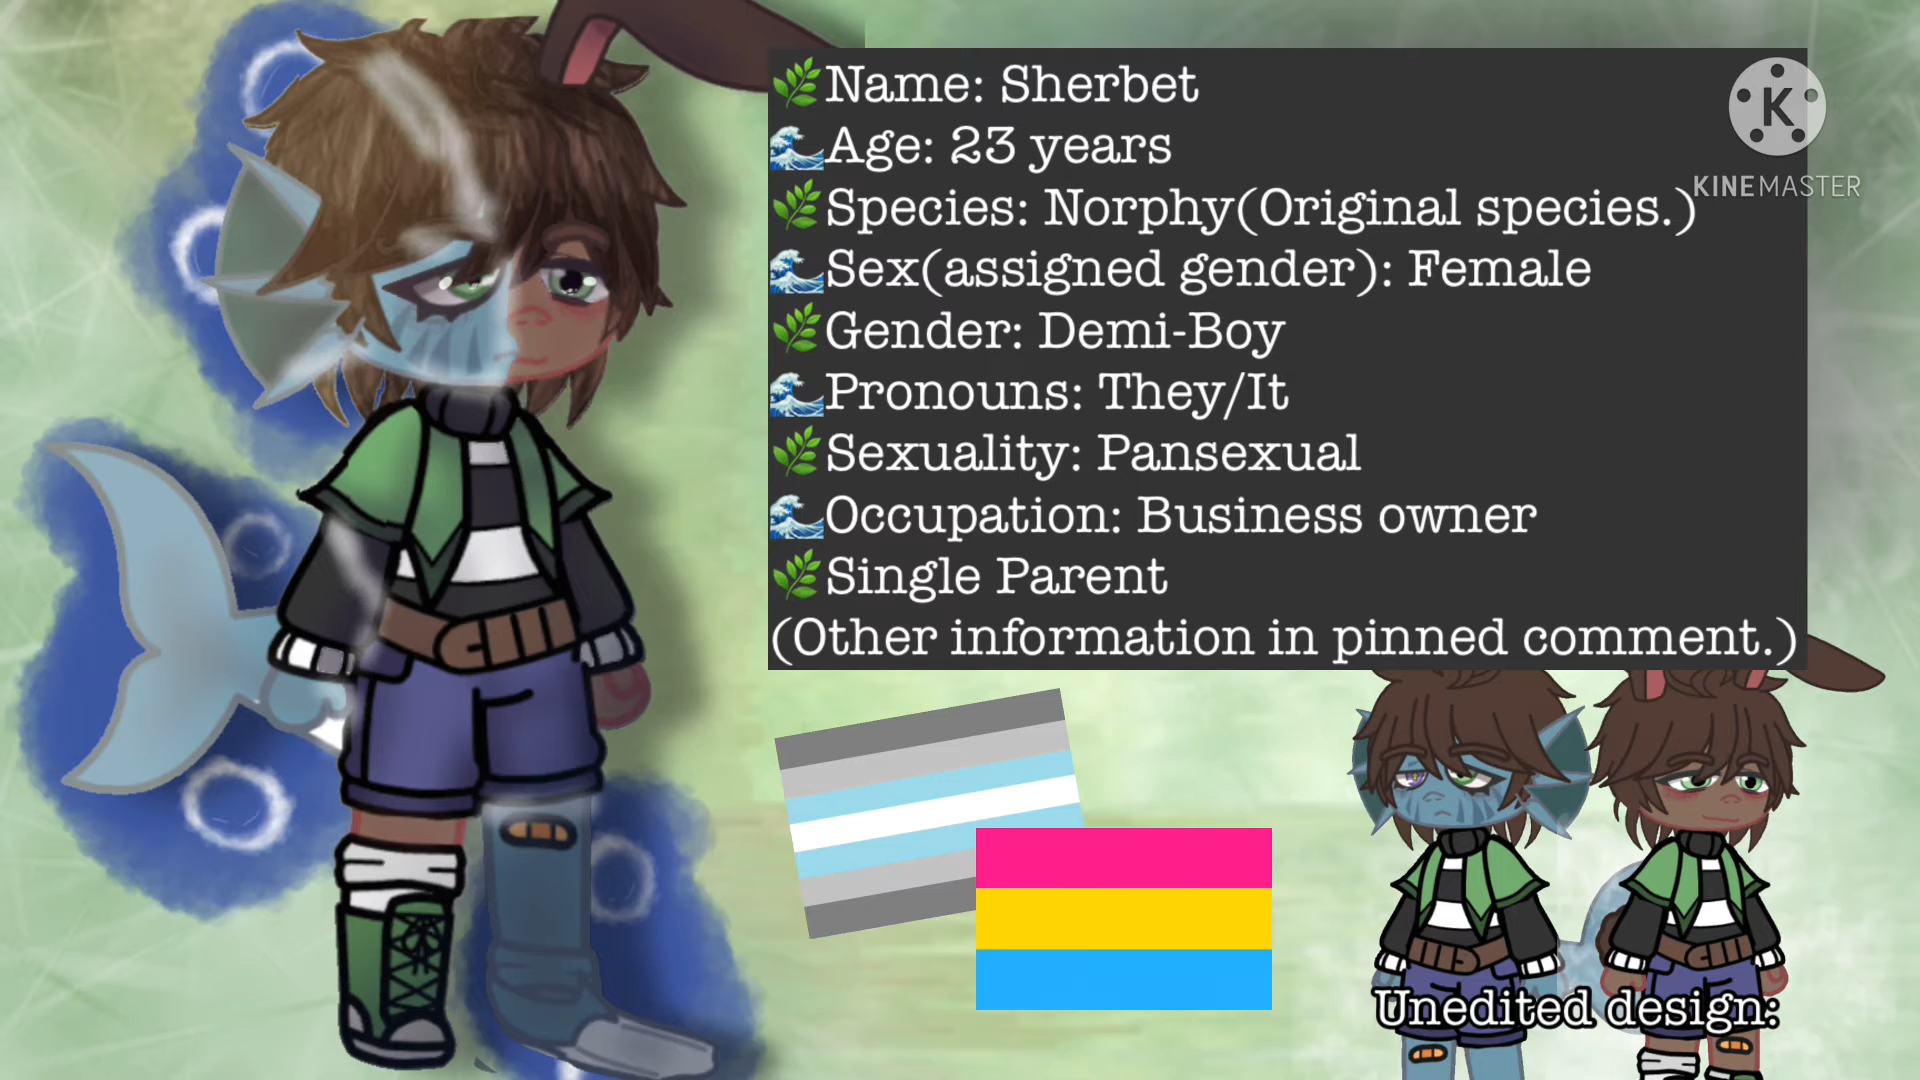 🌿Name: Sherbet
🌊Age: 23 years
🌿Species: Norphy(Original species.)
🌊Sex(assigned gender): Female
🌿Gender: Demi-Boy
🌊Pronouns: They/It
🌿Sexuality: Pansexual
🌊Occupation: Business owner
🌿Single Parent
(Other information in pinned comment.)
K
KINEMASTER
Unedited design: